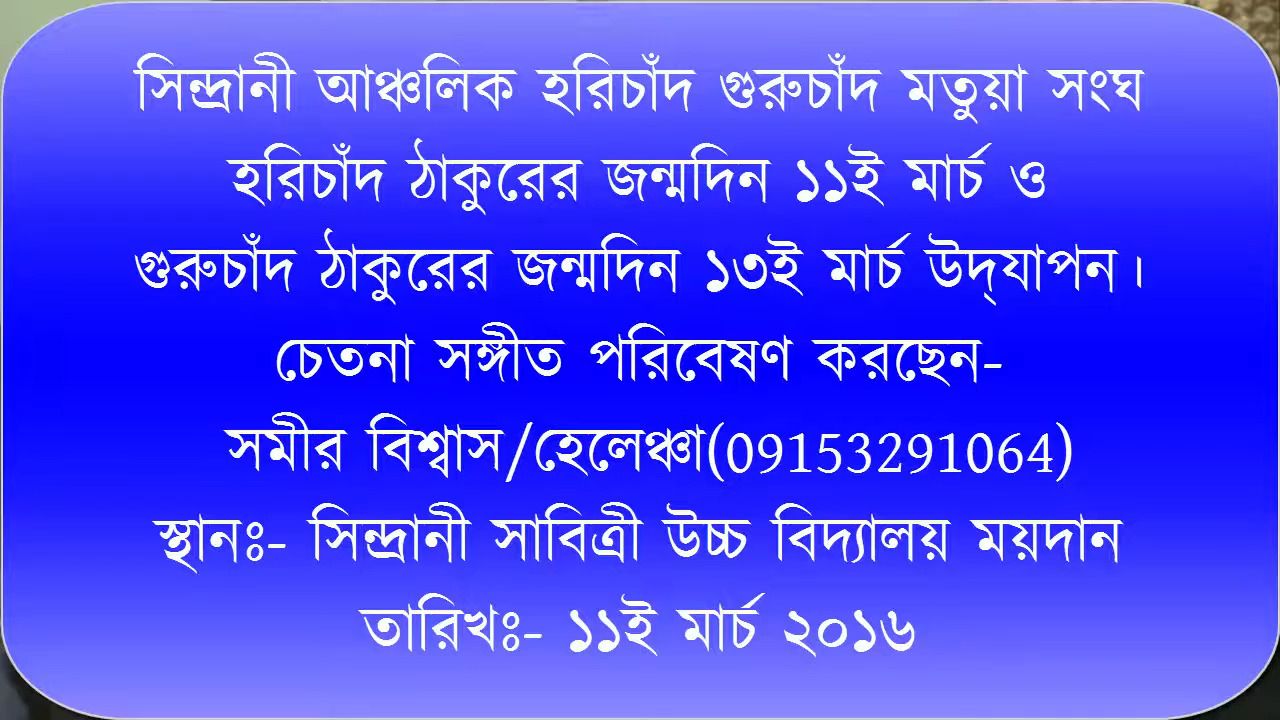 সিন্দ্রানী আঞ্চলিক হরিচাঁদ গুরুচাঁদ মতুয়া সংঘ
হরিচাঁদ ঠাকুরের জন্মদিন ১১ই মার্চ ও
গুরুচাঁদ ঠাকুরের জন্মদিন ১৩ই মার্চ উদ্‌যাপন।
চেতনা সঙ্গীত পরিবেষণ করছেন-
সমীর বিশ্বাস/হেলেঞ্চা(09153291064)
স্থানঃ- সিন্দ্রানী সাবিত্রী উচ্চ বিদ্যালয় ময়দান
তারিখঃ- ১১ই মার্চ ২০১৬